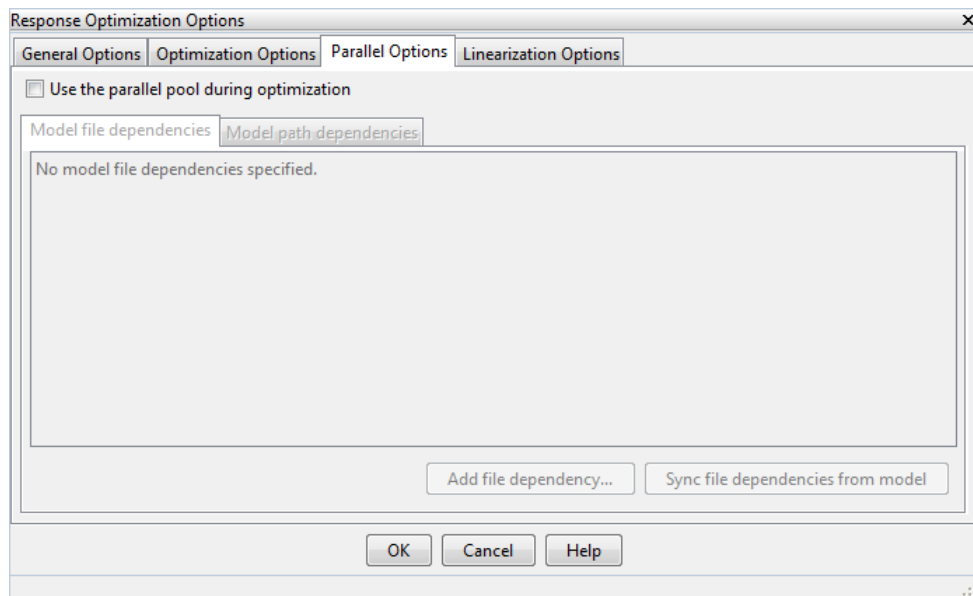 Response Optimization Options
General Options Optimization Options Parallel Options Linearization Options
Use the parallel pool during optimization
Model file dependencies Model path dependencies
No model file dependencies specified.
Add file dependency... Sync file dependencies from model
OK Cancel Help